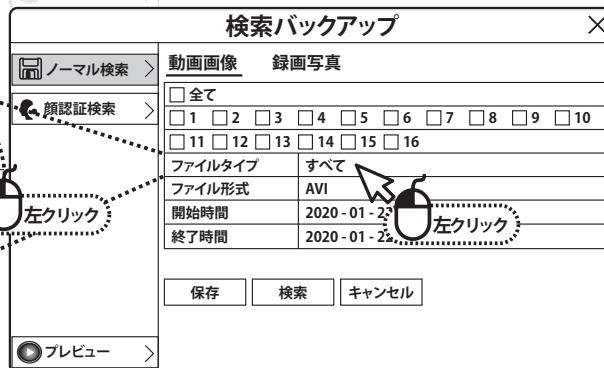 検索バックアップ
ノーマル検索
顔認証検索
動画画像 録画写真
全て
1 2 3 4 5 6 7 8 9 10
11 12 13 14 15 16
ファイルタイプ すべて
ファイル形式 AVI
開始時間 2020 - 01 -
左クリック
左クリック
終了時間 2020 - 01 -
保存 検索 キャンセル
プレビュー